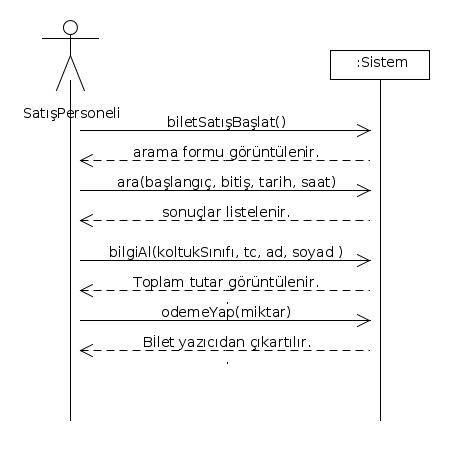 :Sistem
SatışPersoneli
biletSatışBaşlat()
arama formu görüntülenir.
ara(başlangıç, bitiş, tarih, saat)
sonuçlar listelenir.
bilgiAl(koltukSınıfı, tc, ad, soyad )
Toplam tutar görüntülenir.
.
odemeYap(miktar)
Bilet yazıcıdan çıkartılır.
.